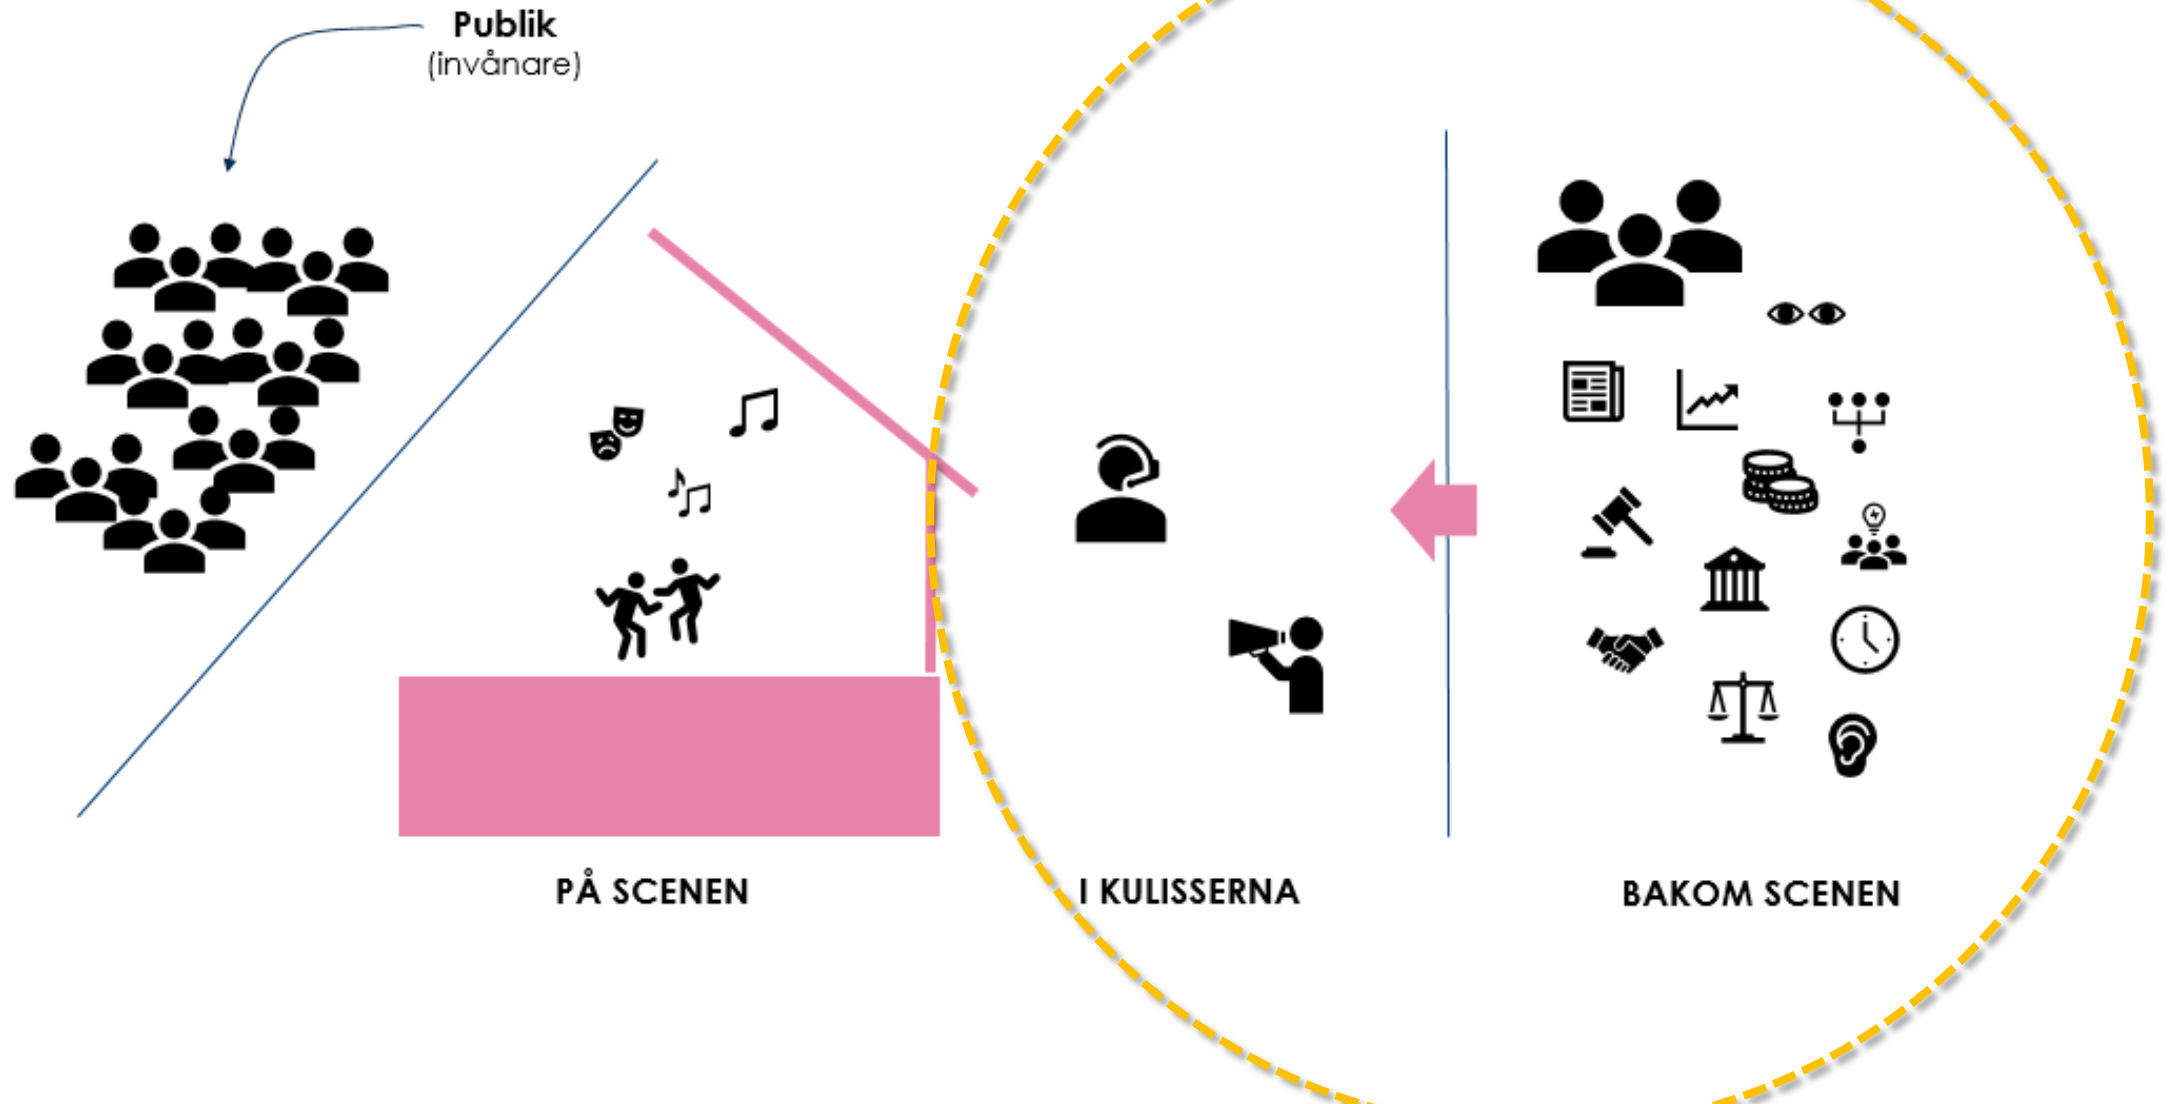 Publik
(invånare)
PÅ SCENEN
I KULISSERNA
BAKOM SCENEN